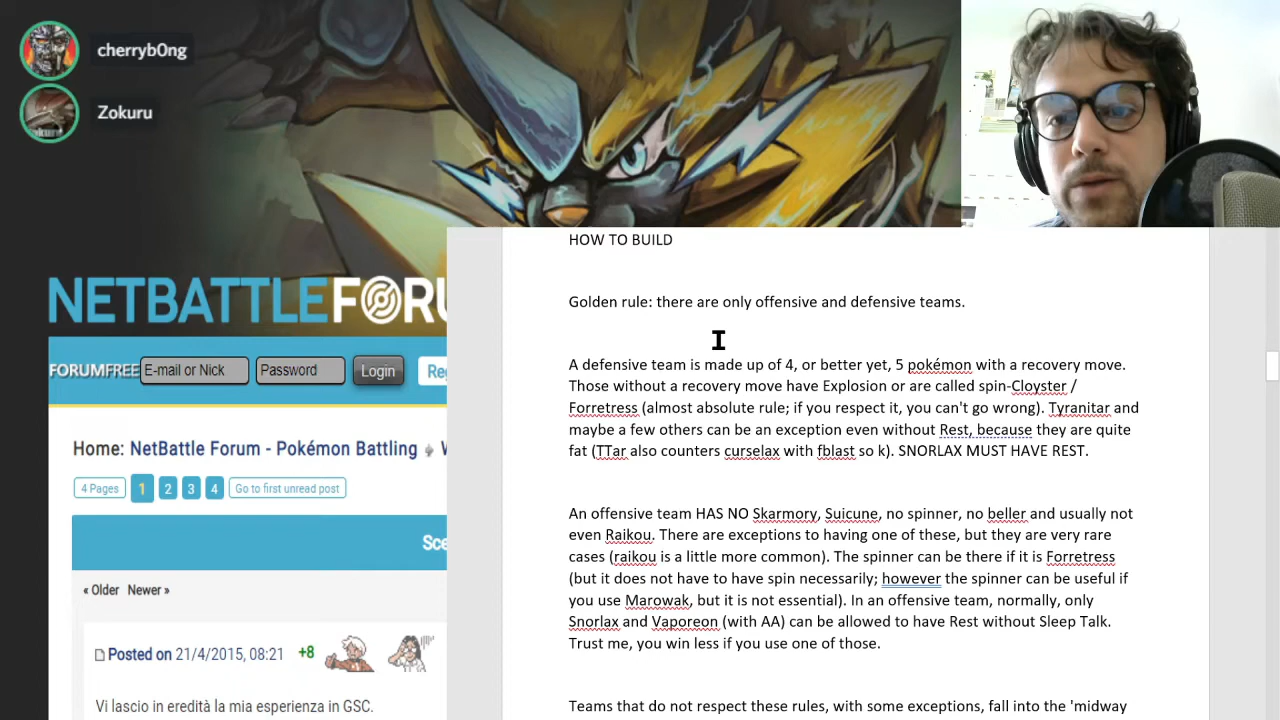 cherryb0ng
Zokuru
NETBATTLEFORU
FORUMFREE E-mail or Nick Password Login Reg
Home: NetBattle Forum - Pokémon Battling W
4 Pages 1 2 3 4 Go to first unread post
Sce
« Older Newer »
Posted on 21/4/2015, 08:21 +8
Vi lascio in eredità la mia esperienza in GSC.
HOW TO BUILD
Golden rule: there are only offensive and defensive teams.
A defensive team is made up of 4, or better yet, 5 pokémon with a recovery move.
Those without a recovery move have Explosion or are called spin-Cloyster /
Forretress (almost absolute rule; if you respect it, you can't go wrong). Tyranitar and
maybe a few others can be an exception even without Rest, because they are quite
fat (TTar also counters curselax with fblast so k). SNORLAX MUST HAVE REST.
An offensive team HAS NO Skarmory, Suicune, no spinner, no beller and usually not
even Raikou. There are exceptions to having one of these, but they are very rare
cases (raikou is a little more common). The spinner can be there if it is Forretress
(but it does not have to have spin necessarily; however the spinner can be useful if
you use Marowak, but it is not essential). In an offensive team, normally, only
Snorlax and Vaporeon (with AA) can be allowed to have Rest without Sleep Talk.
Trust me, you win less if you use one of those.
Teams that do not respect these rules, with some exceptions, fall into the 'midway